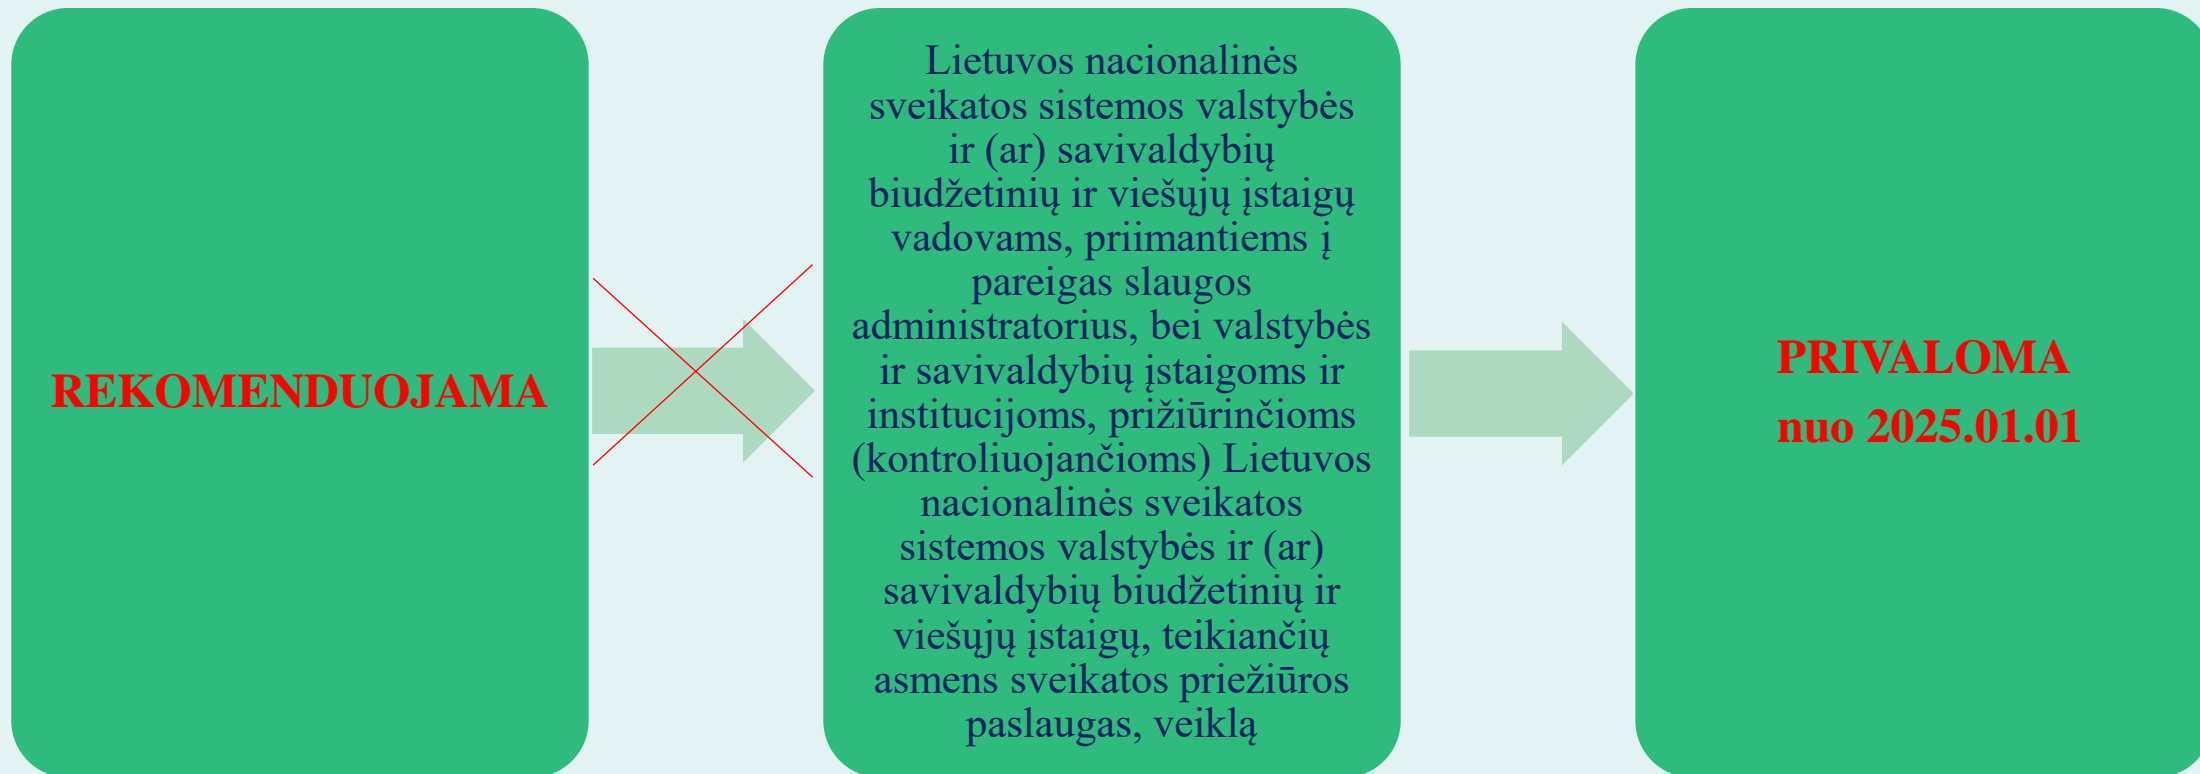 REKOMENDUOJAMA
Lietuvos nacionalinės
sveikatos sistemos valstybės
ir (ar) savivaldybių
biudžetinių ir viešųjų įstaigų
vadovams, priimantiems į
pareigas slaugos
administratorius, bei valstybės
ir savivaldybių įstaigoms ir
institucijoms, prižiūrinčioms
(kontroliuojančioms) Lietuvos
nacionalinės sveikatos
sistemos valstybės ir (ar)
savivaldybių biudžetinių ir
viešųjų įstaigų, teikiančių
asmens sveikatos priežiūros
paslaugas, veiklą
PRIVALOMA
nuo 2025.01.01